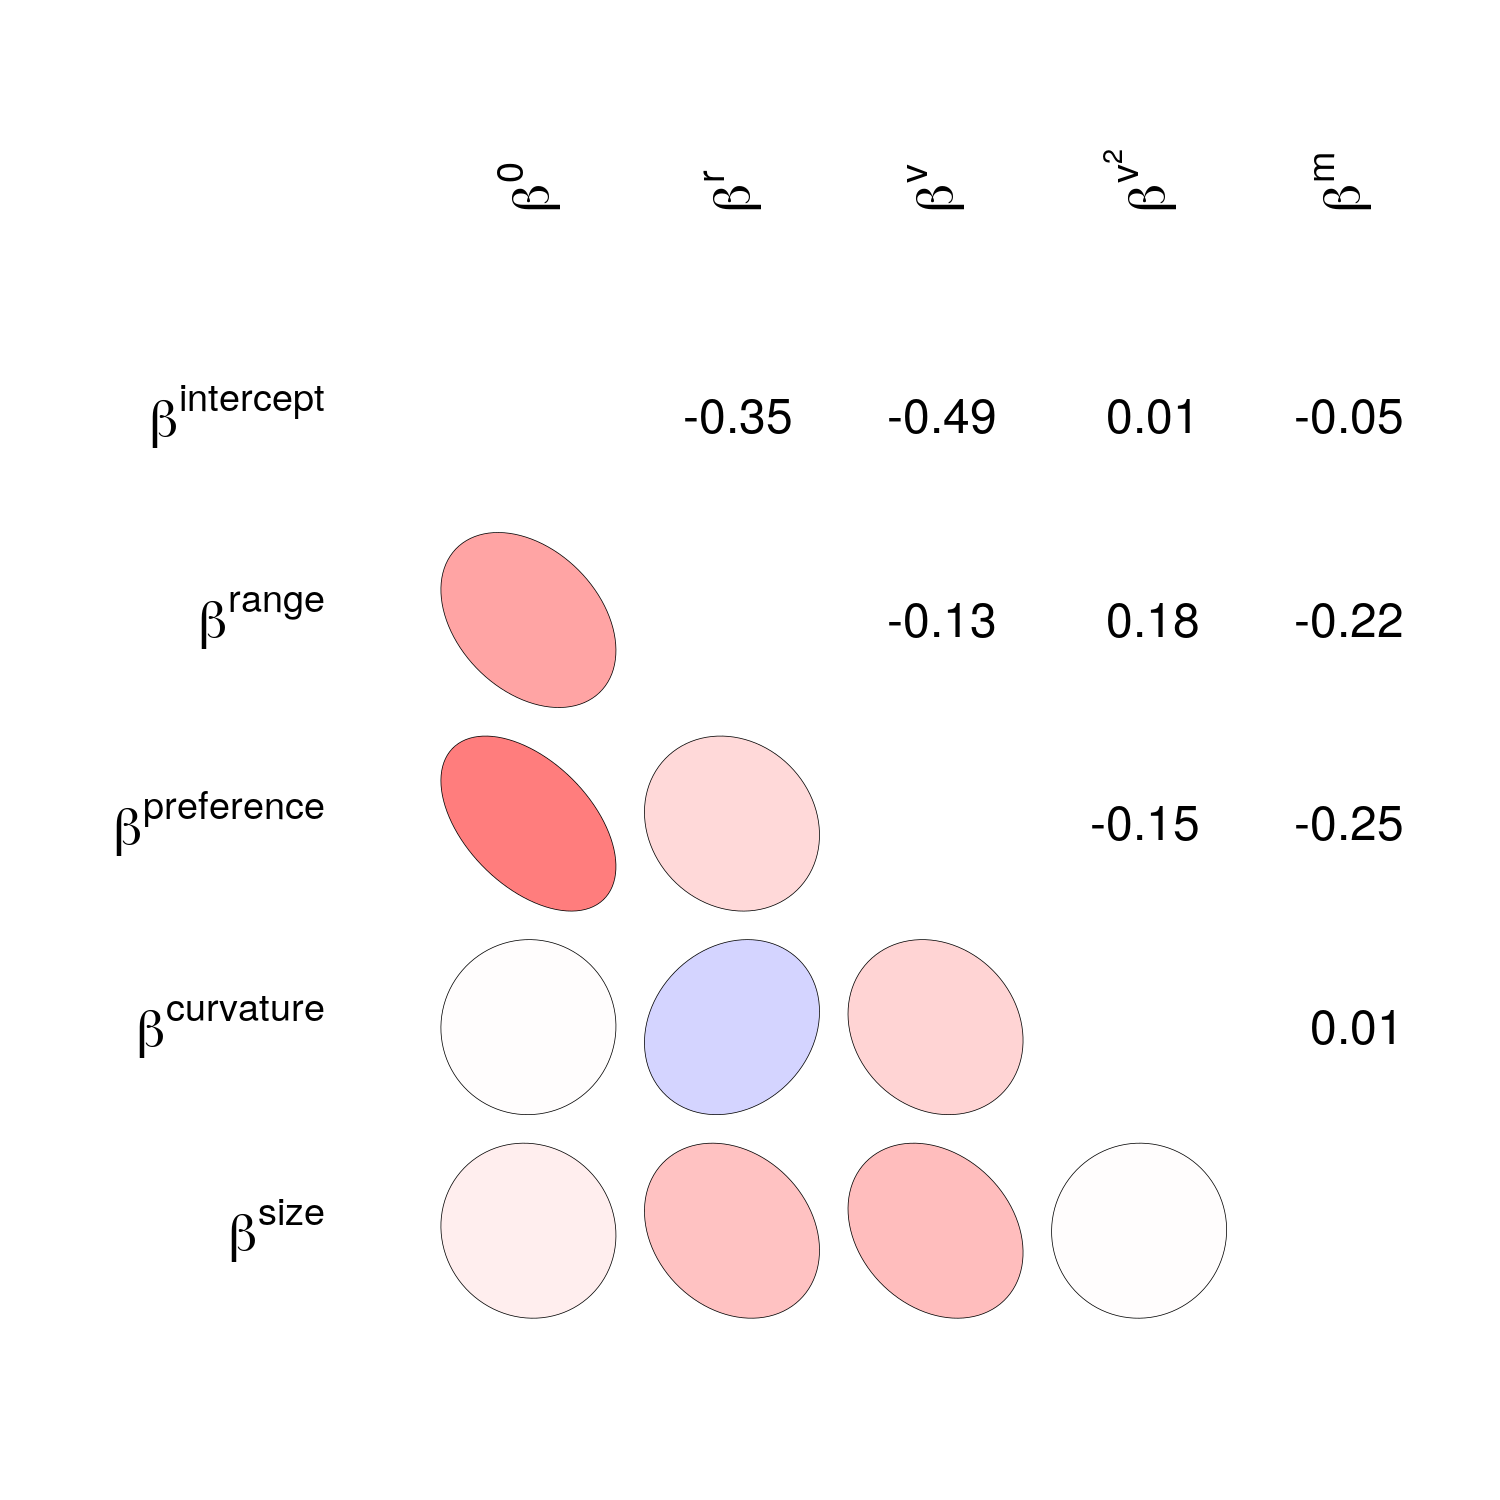 β⁰ βʳ βᵛ βᵛ² βᵐ
βintercept -0.35 -0.49 0.01 -0.05
βrange -0.13 0.18 -0.22
βpreference -0.15 -0.25
βcurvature 0.01
βsize